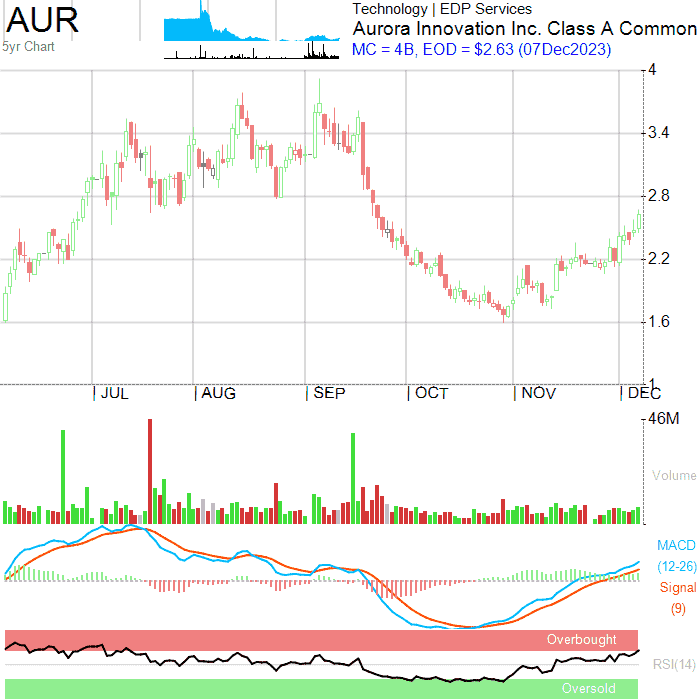 AUR
5yr Chart
Technology | EDP Services
Aurora Innovation Inc. Class A Common
MC = 4B, EOD = $2.63 (07Dec2023)
4
3.4
2.8
2.2
1.6
1
JUL AUG SEP OCT NOV DEC
46M
Volume
MACD
(12-26)
Signal
(9)
Overbought
RSI(14)
Oversold